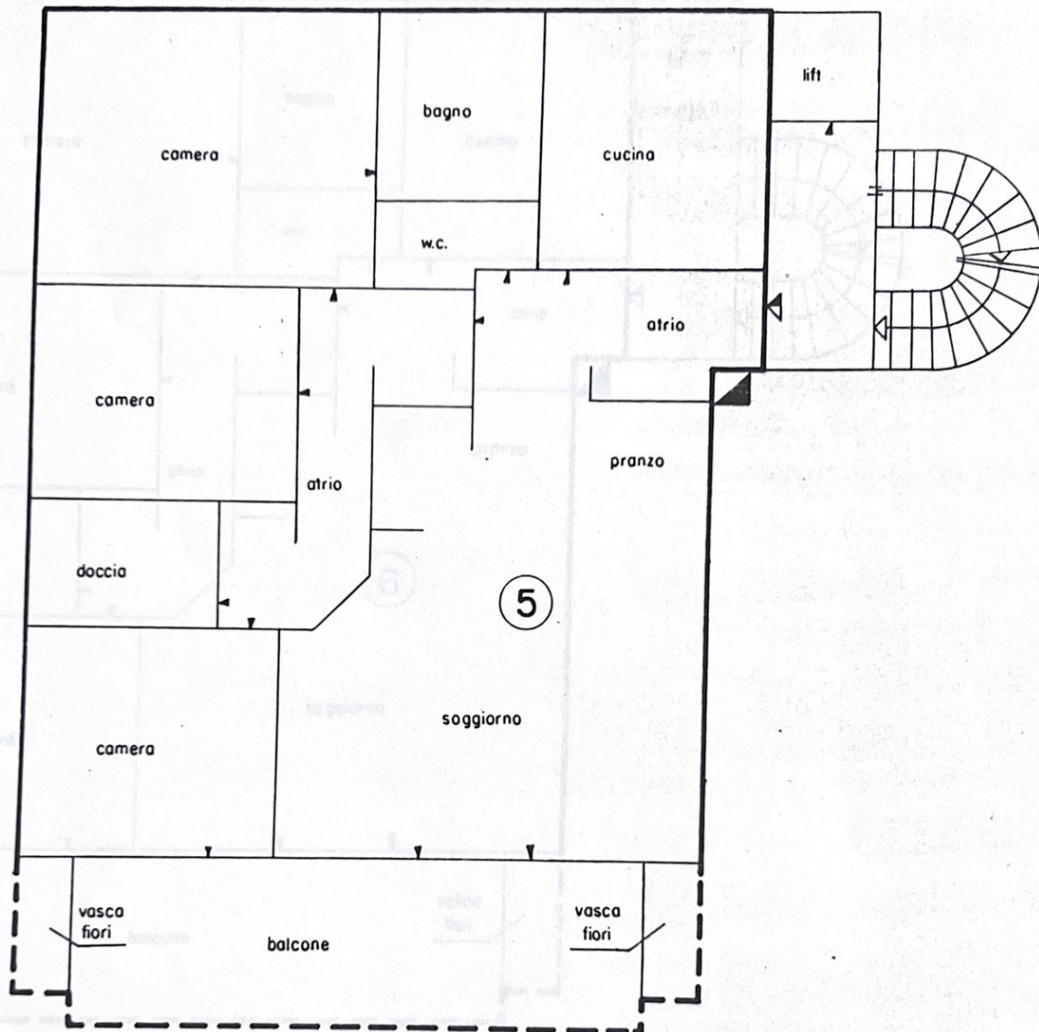 lift
bagno
camera
cucina
w.c.
atrio
camera
pranzo
atrio
doccia
5
soggiorno
camera
vasca
fiori
vasca
fiori
balcone